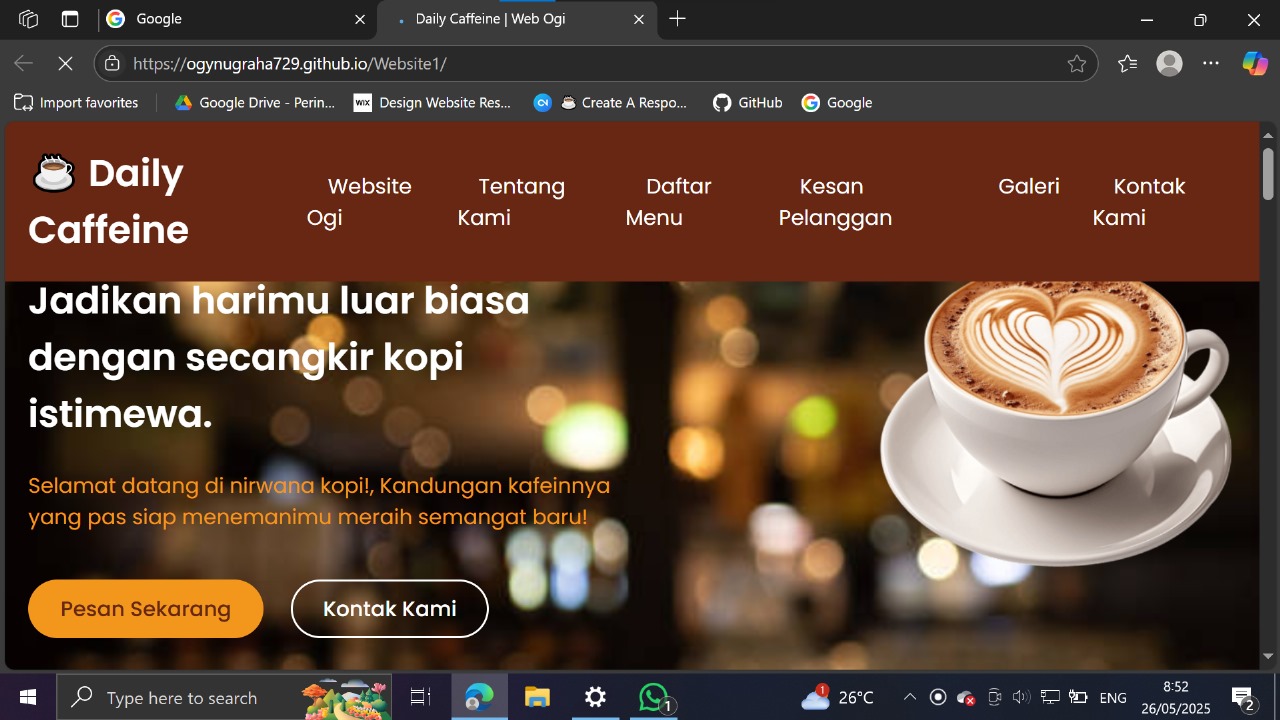 Google
Daily Caffeine | Web Ogi
https://ogynugraha729.github.io/Website1/
Import favorites
Google Drive - Perin...
WIX
Design Website Res...
CN
Create A Respo...
GitHub
Google
Daily
Caffeine
Website
Ogi
Tentang
Kami
Daftar
Menu
Kesan
Pelanggan
Galeri
Kontak
Kami
Jadikan harimu luar biasa
dengan secangkir kopi
istimewa.
Selamat datang di nirwana kopi!, Kandungan kafeinnya
yang pas siap menemanimu meraih semangat baru!
Pesan Sekarang
Kontak Kami
Type here to search
1
1
26°C
ENG
8:52
26/05/2025
2